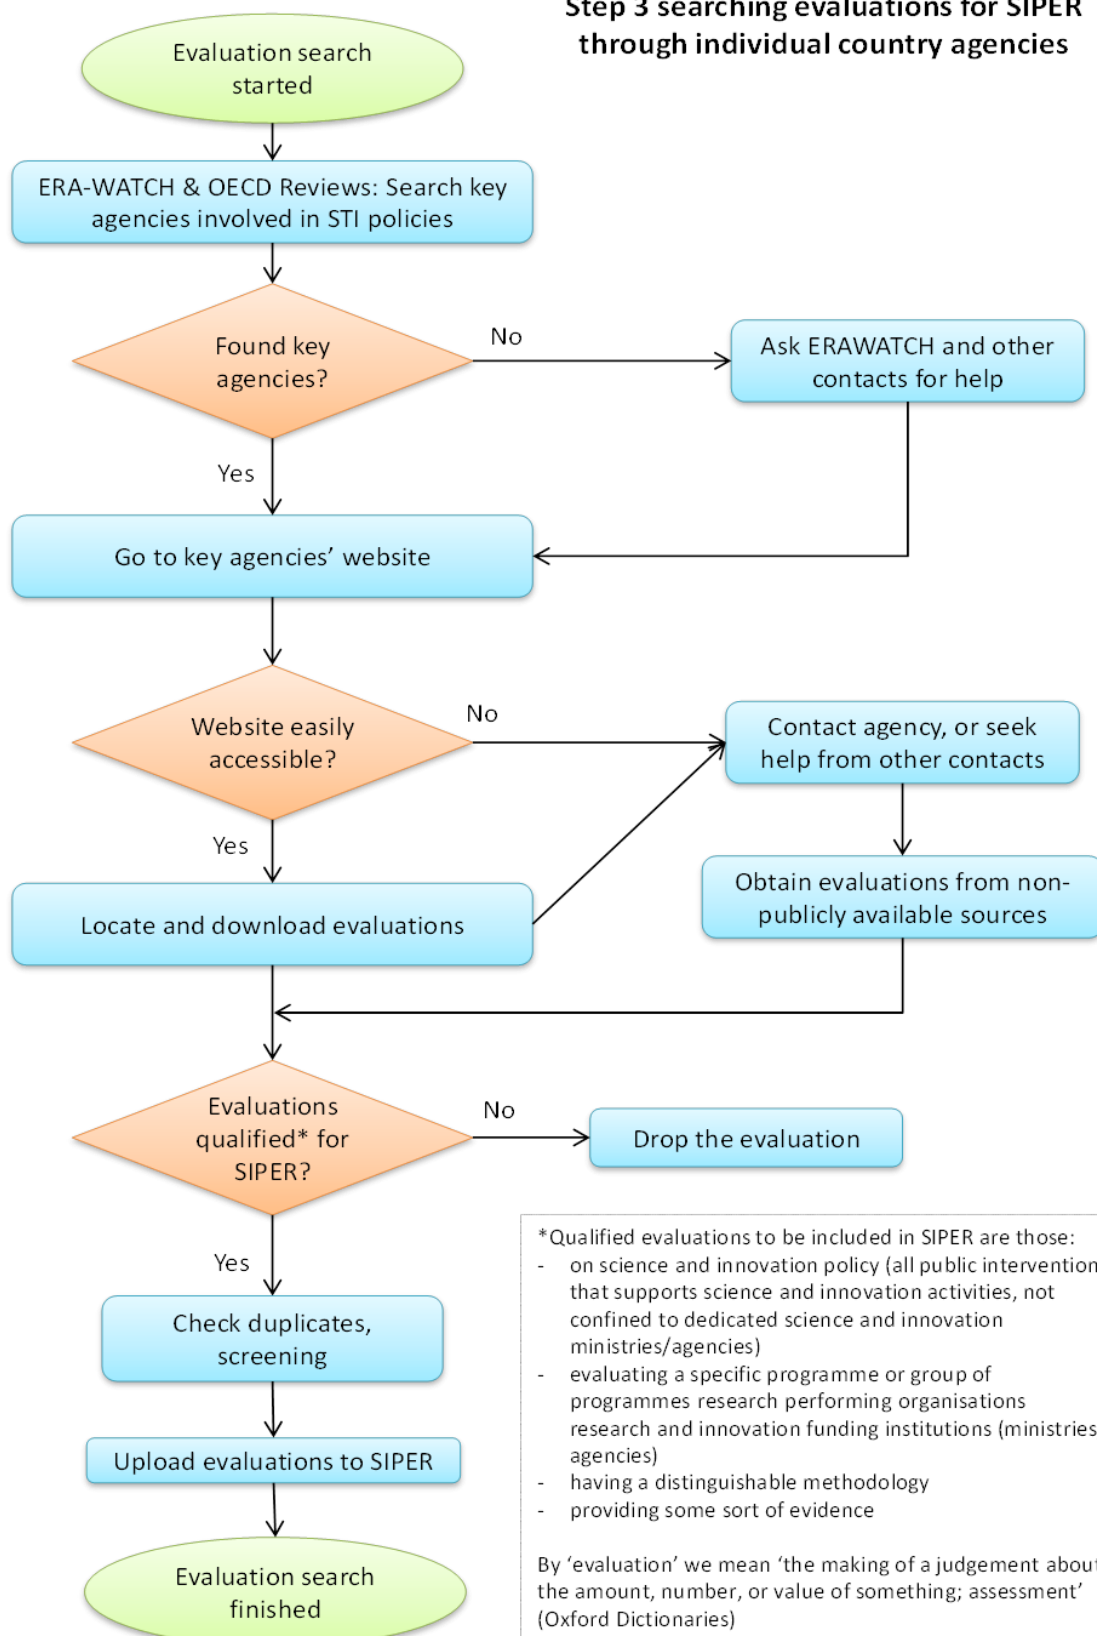 Step 3 searching evaluations for SIPER
through individual country agencies
Evaluation search
started
ERA-WATCH & OECD Reviews: Search key
agencies involved in STI policies
Found key
agencies?
No
Ask ERAWATCH and other
contacts for help
Yes
Go to key agencies’ website
Website easily
accessible?
No
Contact agency, or seek
help from other contacts
Yes
Locate and download evaluations
Obtain evaluations from non-
publicly available sources
Evaluations
qualified* for
SIPER?
No
Drop the evaluation
Yes
Check duplicates,
screening
Upload evaluations to SIPER
Evaluation search
finished
*Qualified evaluations to be included in SIPER are those:
- on science and innovation policy (all public intervention
that supports science and innovation activities, not
confined to dedicated science and innovation
ministries/agencies)
- evaluating a specific programme or group of
programmes research performing organisations
research and innovation funding institutions (ministries
agencies)
- having a distinguishable methodology
- providing some sort of evidence
By ‘evaluation’ we mean ‘the making of a judgement about
the amount, number, or value of something; assessment’
(Oxford Dictionaries)